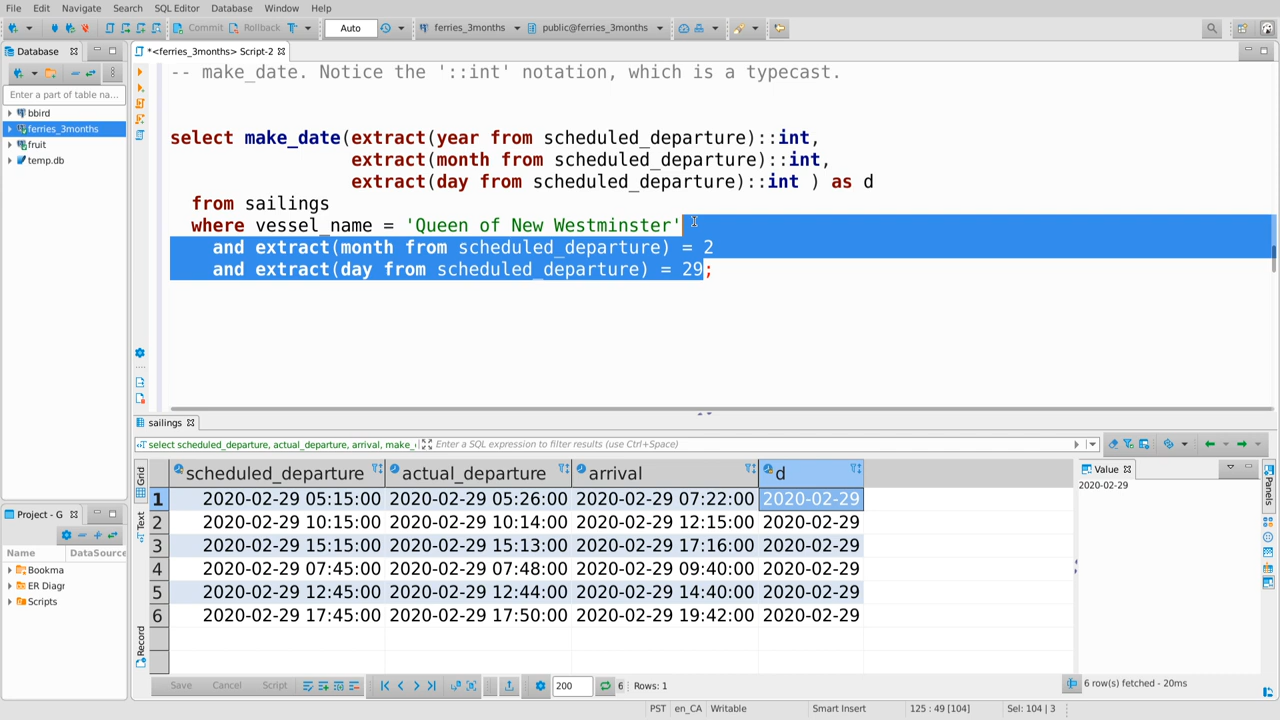 File Edit Navigate Search SQL Editor Database Window Help
Commit Rollback Auto ferries_3months public@ferries_3months
Database
*<ferries_3months> Script-2
Enter a part of table na...
bbird
ferries_3months
fruit
temp.db
-- make_date. Notice the '::int' notation, which is a typecast.
select make_date(extract(year from scheduled_departure)::int,
extract(month from scheduled_departure)::int,
extract(day from scheduled_departure)::int ) as d
from sailings
where vessel_name = 'Queen of New Westminster'
and extract(month from scheduled_departure) = 2
and extract(day from scheduled_departure) = 29;
sailings
select scheduled_departure, actual_departure, arrival, make_
Enter a SQL expression to filter results (use Ctrl+Space)
Grid
Text
Record
scheduled_departure actual_departure arrival d
1 2020-02-29 05:15:00 2020-02-29 05:26:00 2020-02-29 07:22:00 2020-02-29
2 2020-02-29 10:15:00 2020-02-29 10:14:00 2020-02-29 12:15:00 2020-02-29
3 2020-02-29 15:15:00 2020-02-29 15:13:00 2020-02-29 17:16:00 2020-02-29
4 2020-02-29 07:45:00 2020-02-29 07:48:00 2020-02-29 09:40:00 2020-02-29
5 2020-02-29 12:45:00 2020-02-29 12:44:00 2020-02-29 14:40:00 2020-02-29
6 2020-02-29 17:45:00 2020-02-29 17:50:00 2020-02-29 19:42:00 2020-02-29
Value
2020-02-29
Panels
Project - G
Name DataSource
Bookma
ER Diagr
Scripts
Save Cancel Script 200 6 Rows: 1
6 row(s) fetched - 20ms
PST en_CA Writable Smart Insert 125 : 49 [104] Sel: 104 | 3